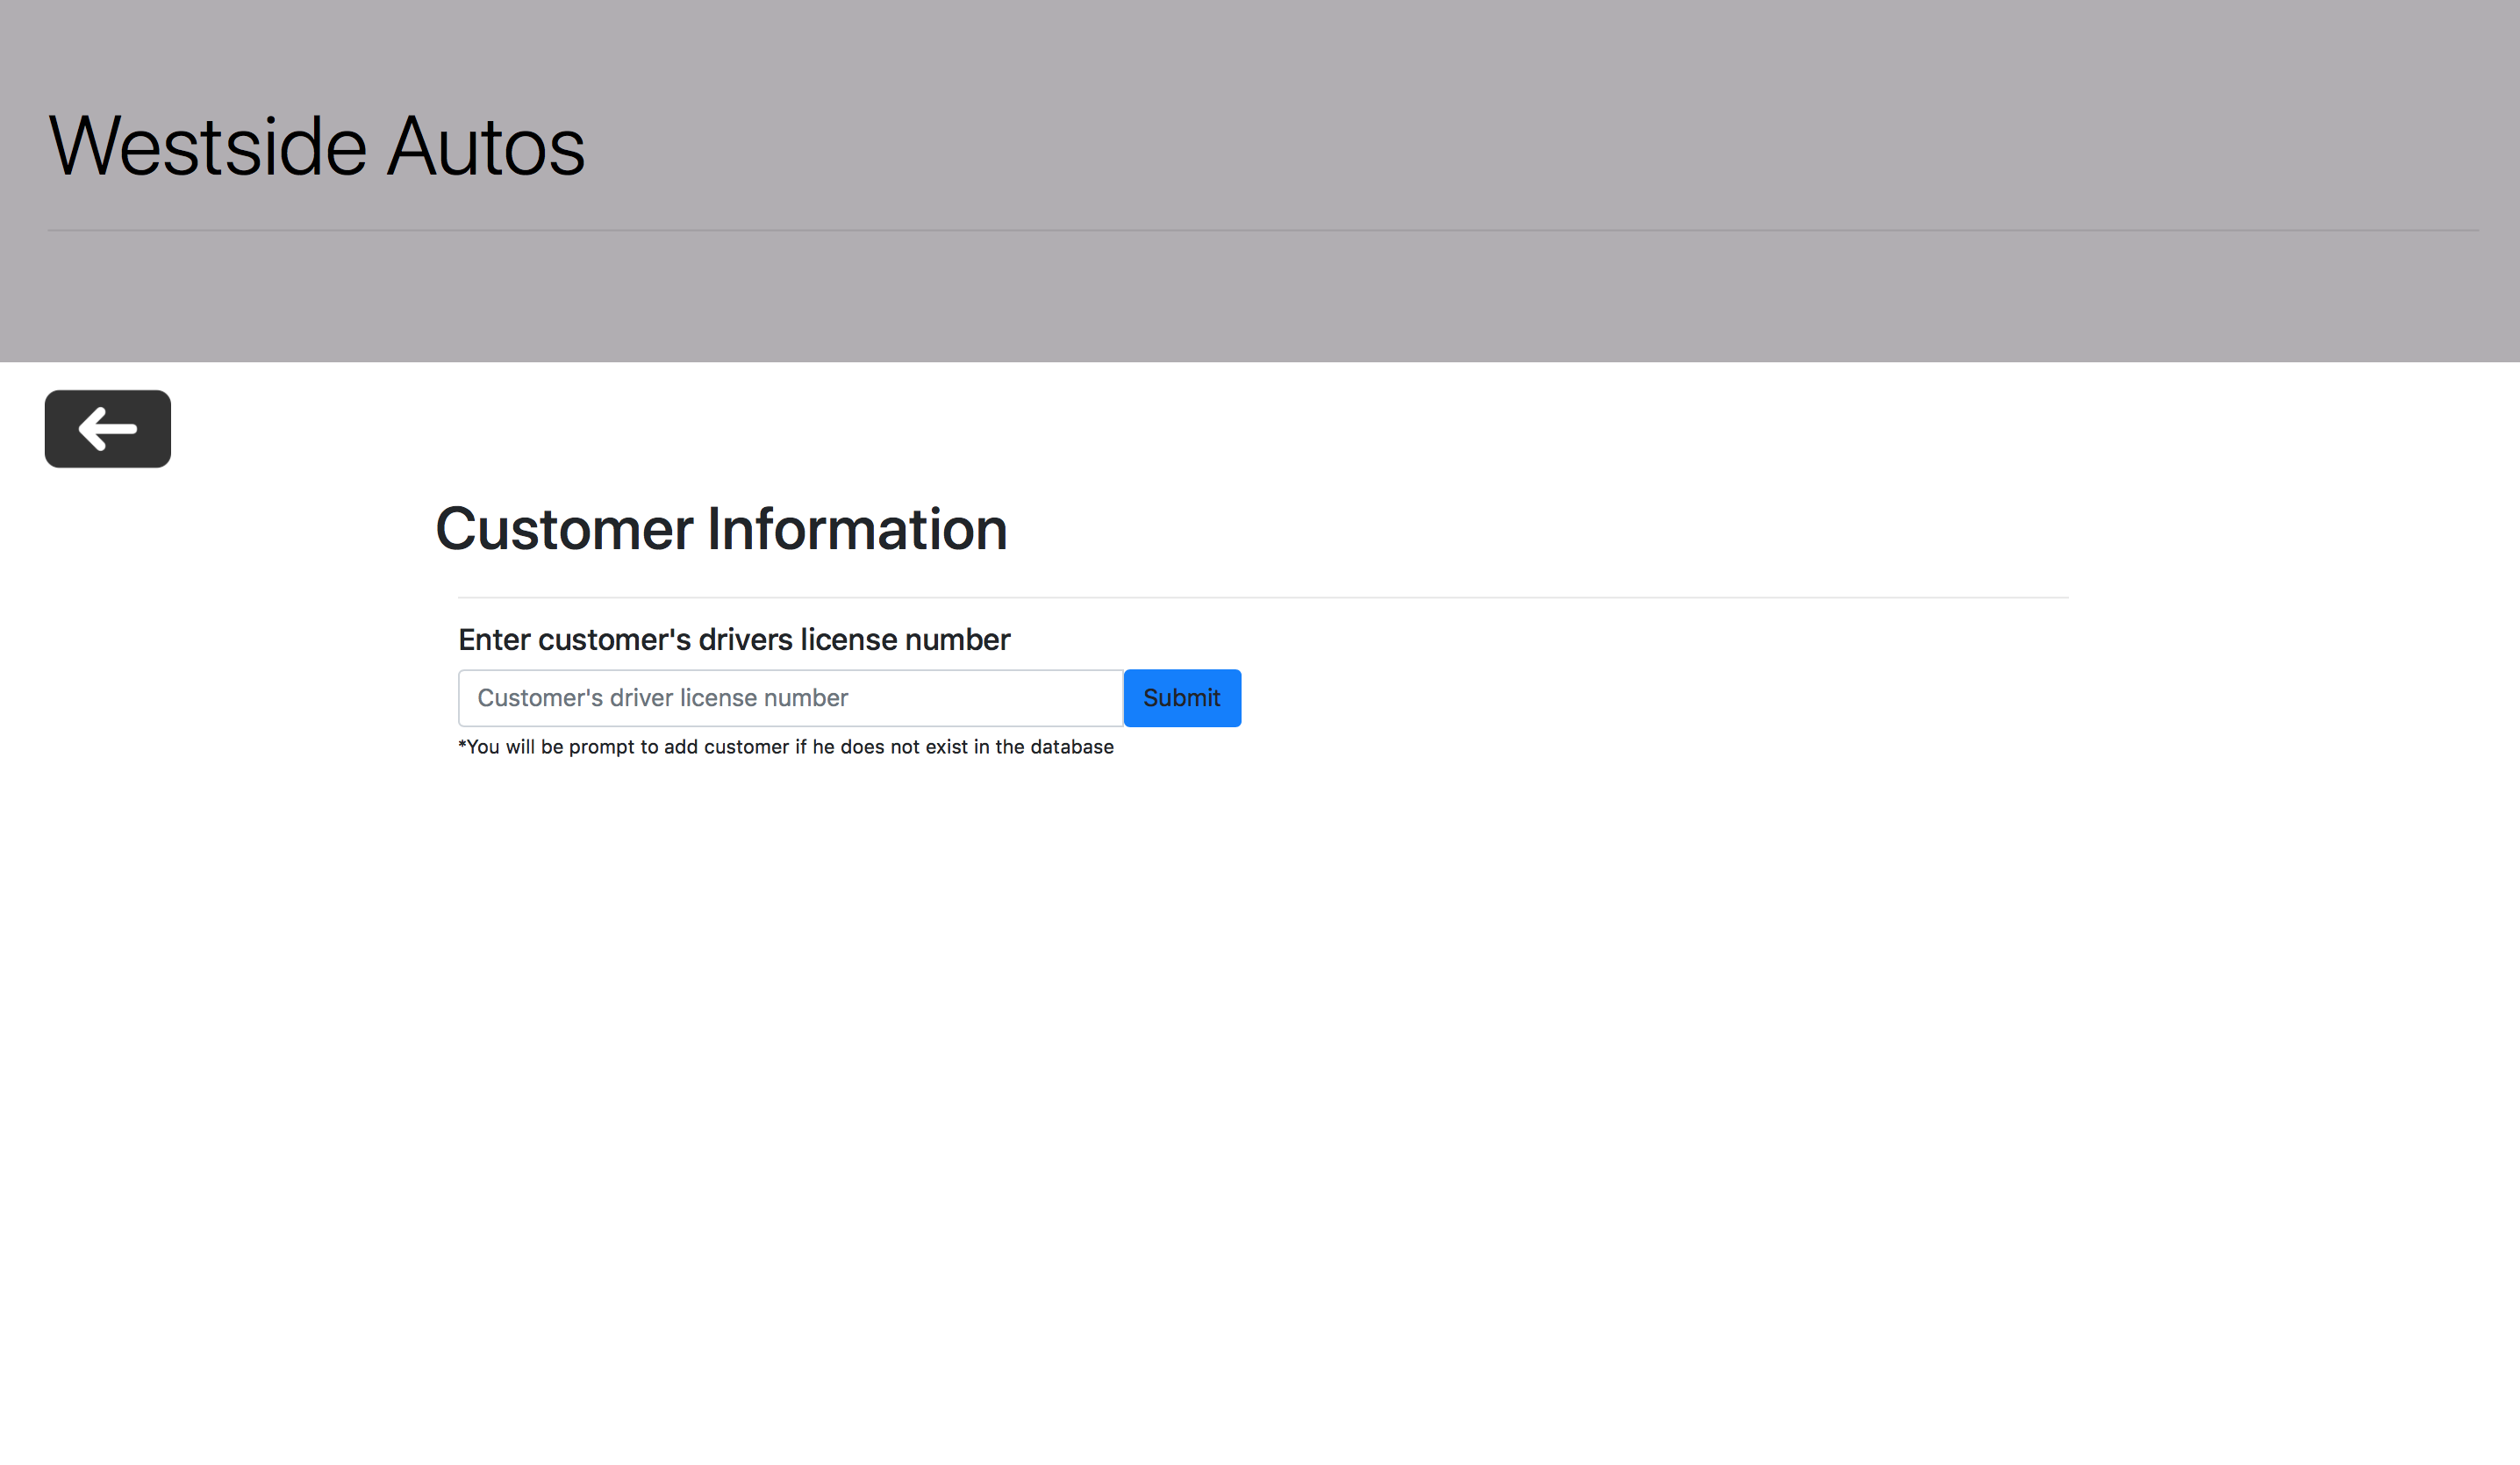 Westside Autos
Customer Information
Enter customer's drivers license number
Customer's driver license number
Submit
*You will be prompt to add customer if he does not exist in the database